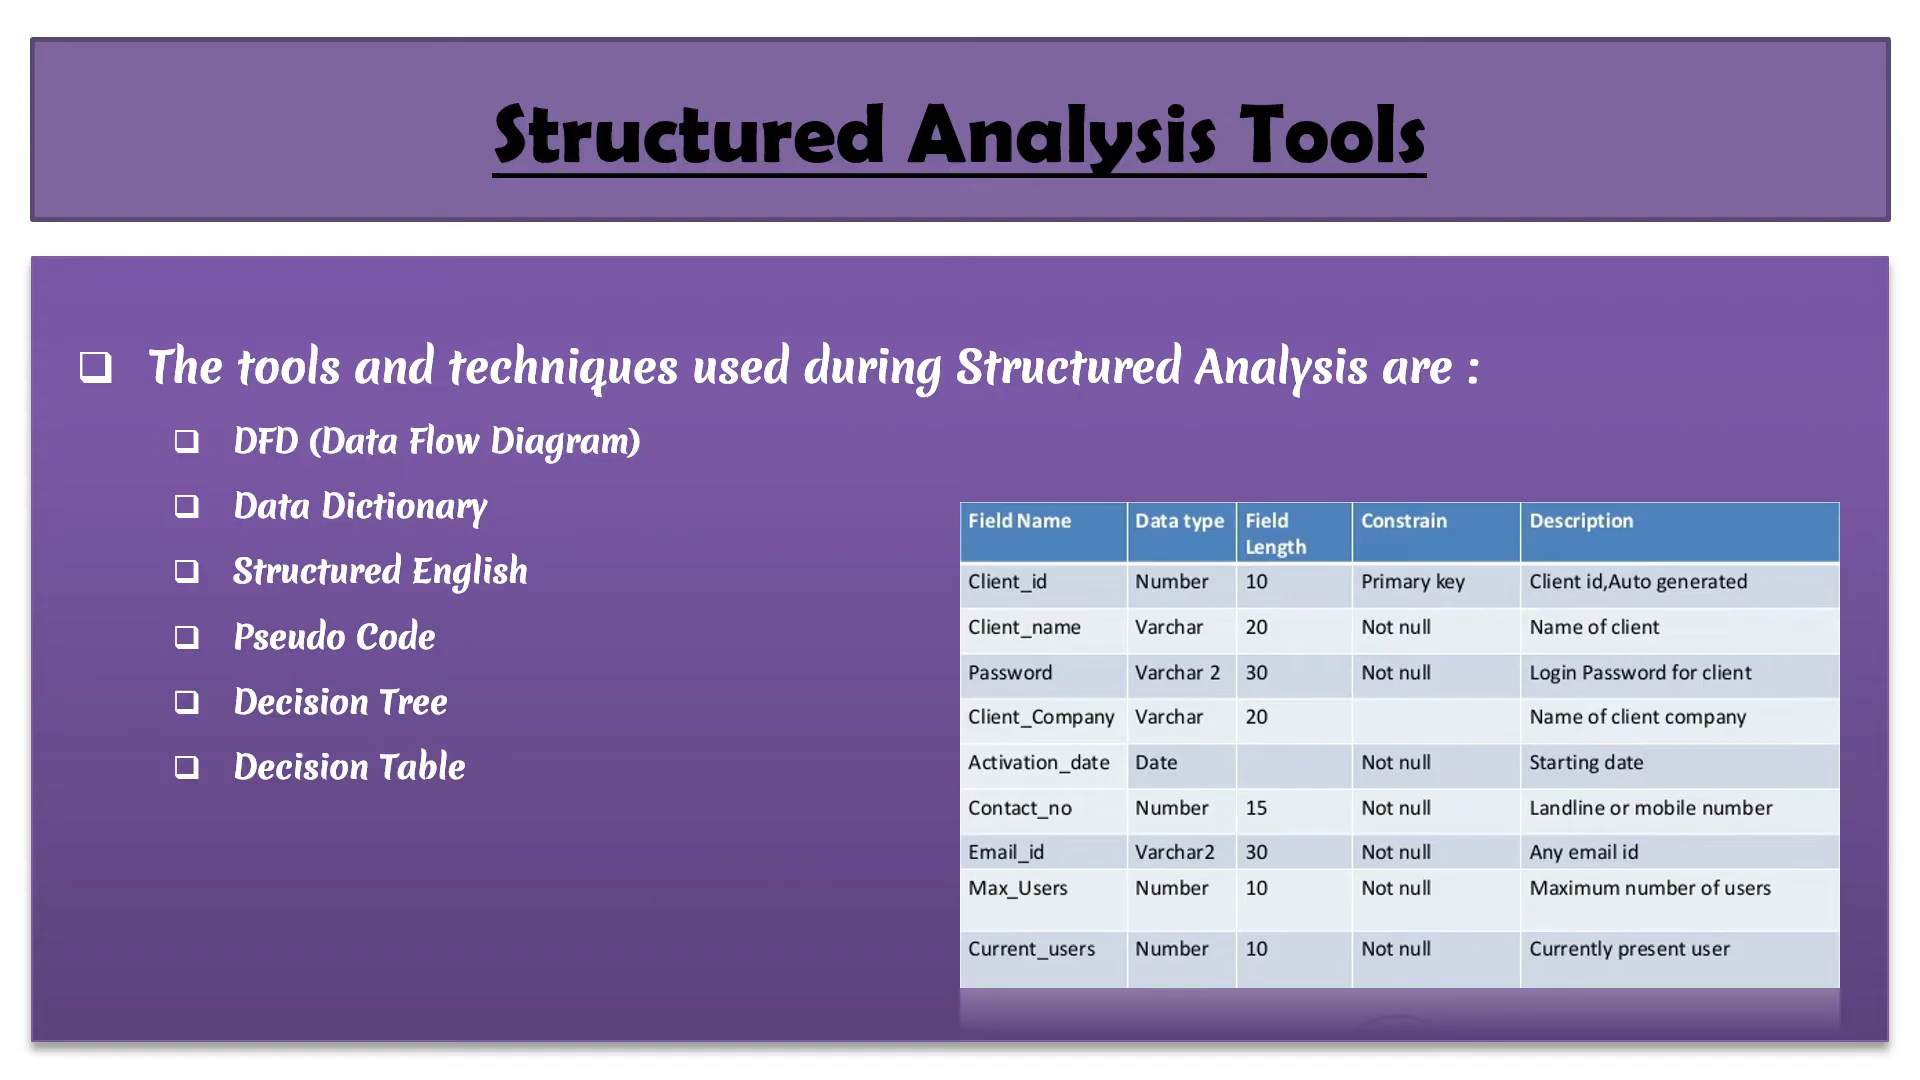 Structured Analysis Tools
The tools and techniques used during Structured Analysis are :
DFD (Data Flow Diagram)
Data Dictionary
Structured English
Pseudo Code
Decision Tree
Decision Table
Field Name Data type Field Length Constrain Description
Client_id Number 10 Primary key Client id,Auto generated
Client_name Varchar 20 Not null Name of client
Password Varchar 2 30 Not null Login Password for client
Client_Company Varchar 20 Name of client company
Activation_date Date Not null Starting date
Contact_no Number 15 Not null Landline or mobile number
Email_id Varchar2 30 Not null Any email id
Max_Users Number 10 Not null Maximum number of users
Current_users Number 10 Not null Currently present user